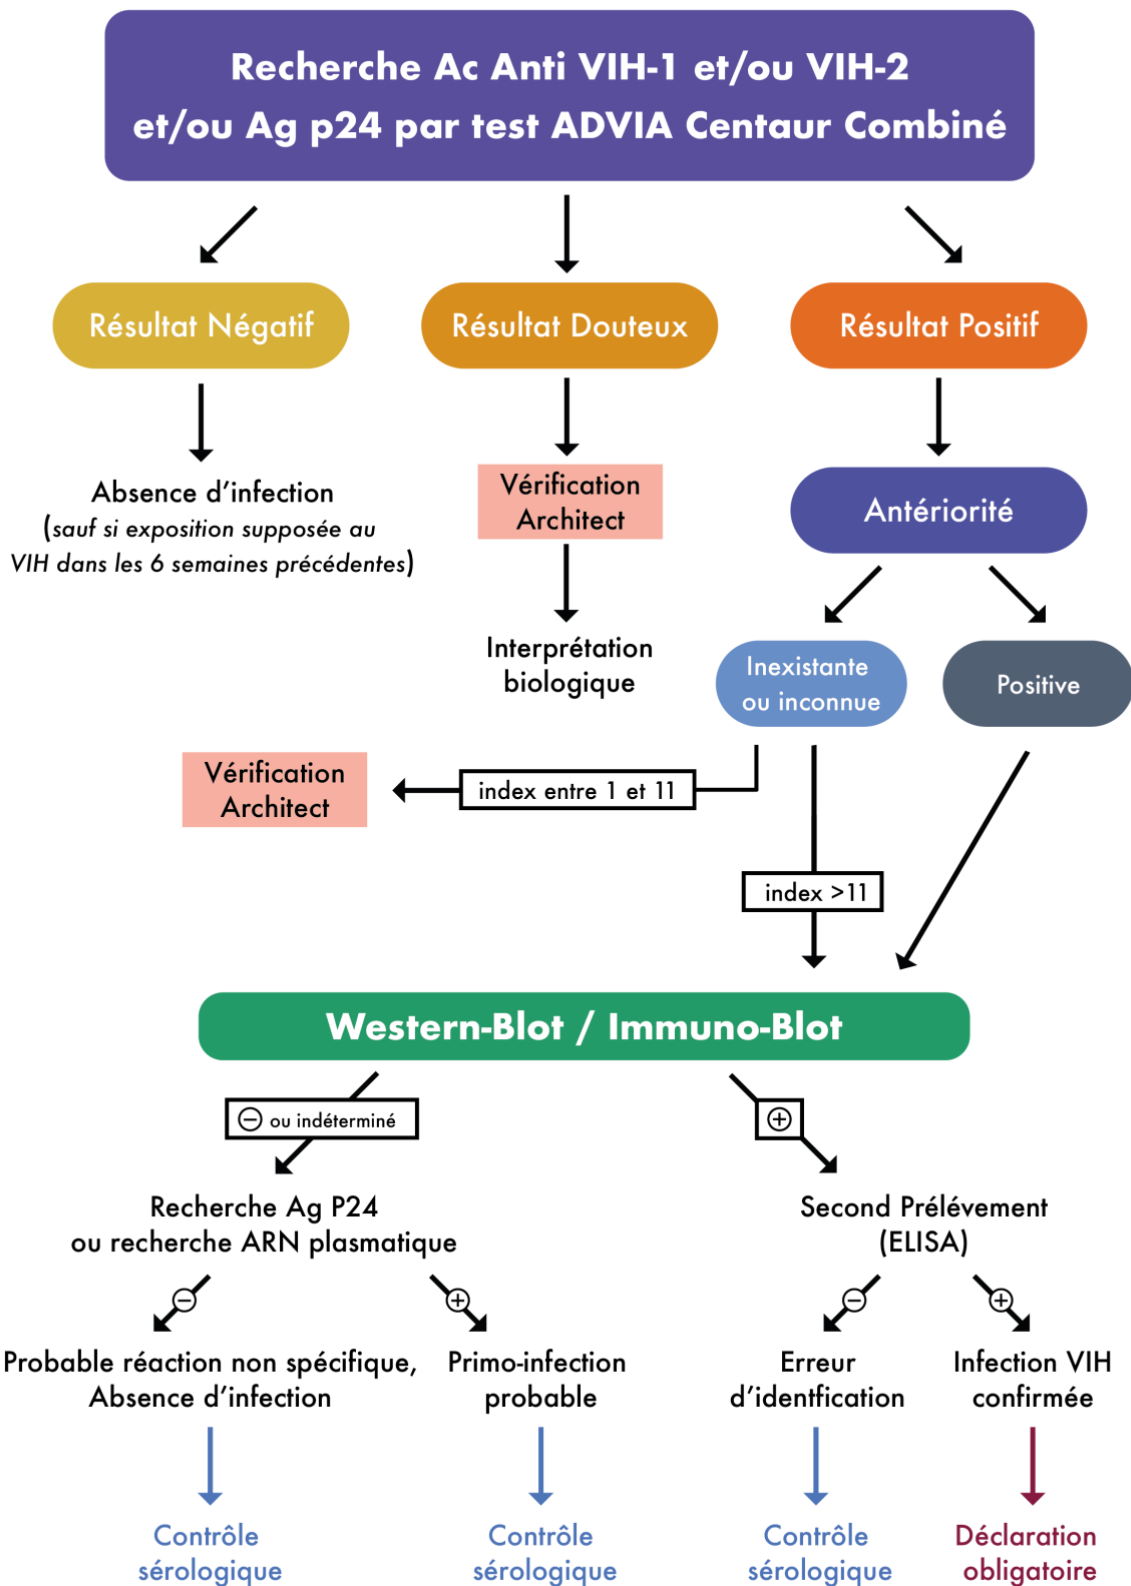 Recherche Ac Anti VIH-1 et/ou VIH-2
et/ou Ag p24 par test ADVIA Centaur Combiné
Résultat Négatif
Résultat Douteux
Résultat Positif
Absence d'infection
(sauf si exposition supposée au
VIH dans les 6 semaines précédentes)
Vérification
Architect
Antériorité
Interprétation
biologique
Inexistante
ou inconnue
Positive
Vérification
Architect
index entre 1 et 11
index >11
Western-Blot / Immuno-Blot
⊖ ou indéterminé
⊕
Recherche Ag P24
ou recherche ARN plasmatique
Second Prélévement
(ELISA)
⊖
⊕
⊖
⊕
Probable réaction non spécifique,
Absence d'infection
Primo-infection
probable
Erreur
d'identfication
Infection VIH
confirmée
Contrôle
sérologique
Contrôle
sérologique
Contrôle
sérologique
Déclaration
obligatoire